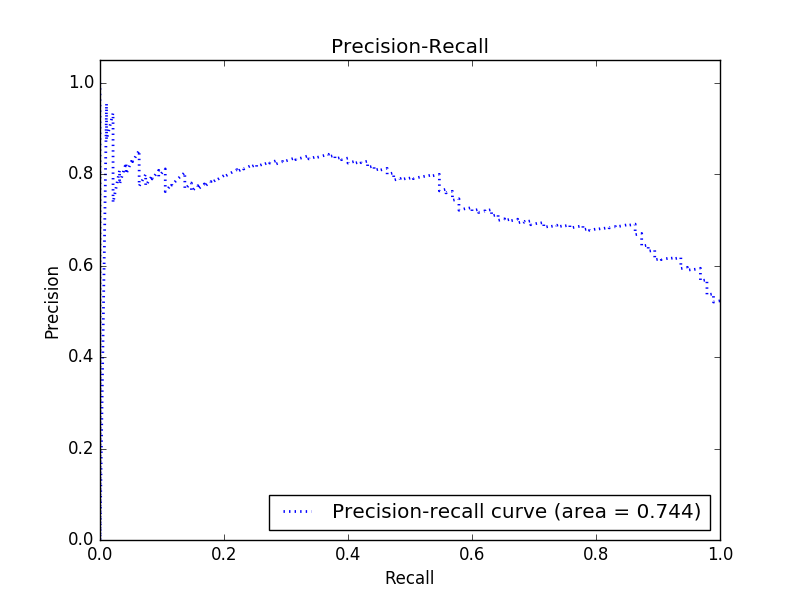 Precision-Recall
1.0
0.8
0.6
0.4
0.2
0.0
Precision
0.0 0.2 0.4 0.6 0.8 1.0
Recall
Precision-recall curve (area = 0.744)